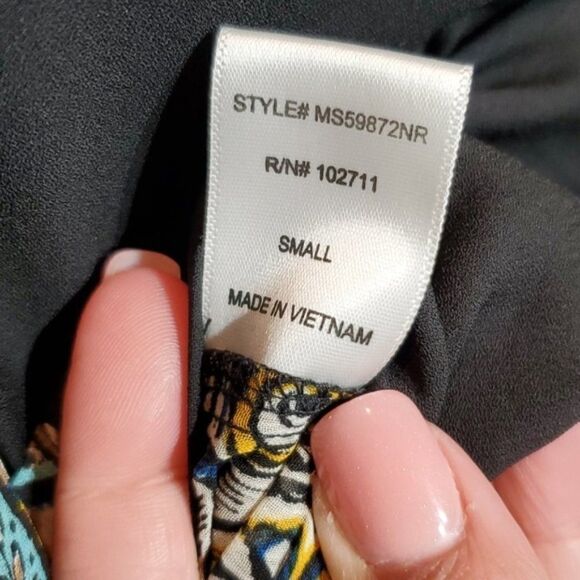 STYLE# MS59872NR
R/N# 102711
SMALL
MADE IN VIETNAM